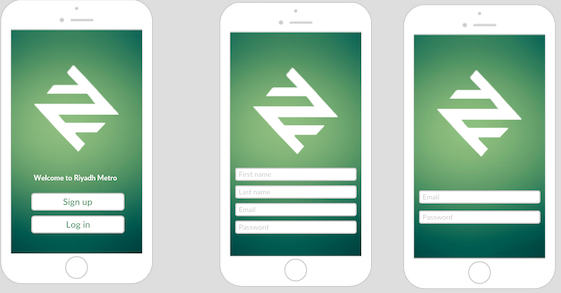 Welcome to Riyadh Metro
Sign up
Log in
First name
Last name
Email
Password
Email
Password